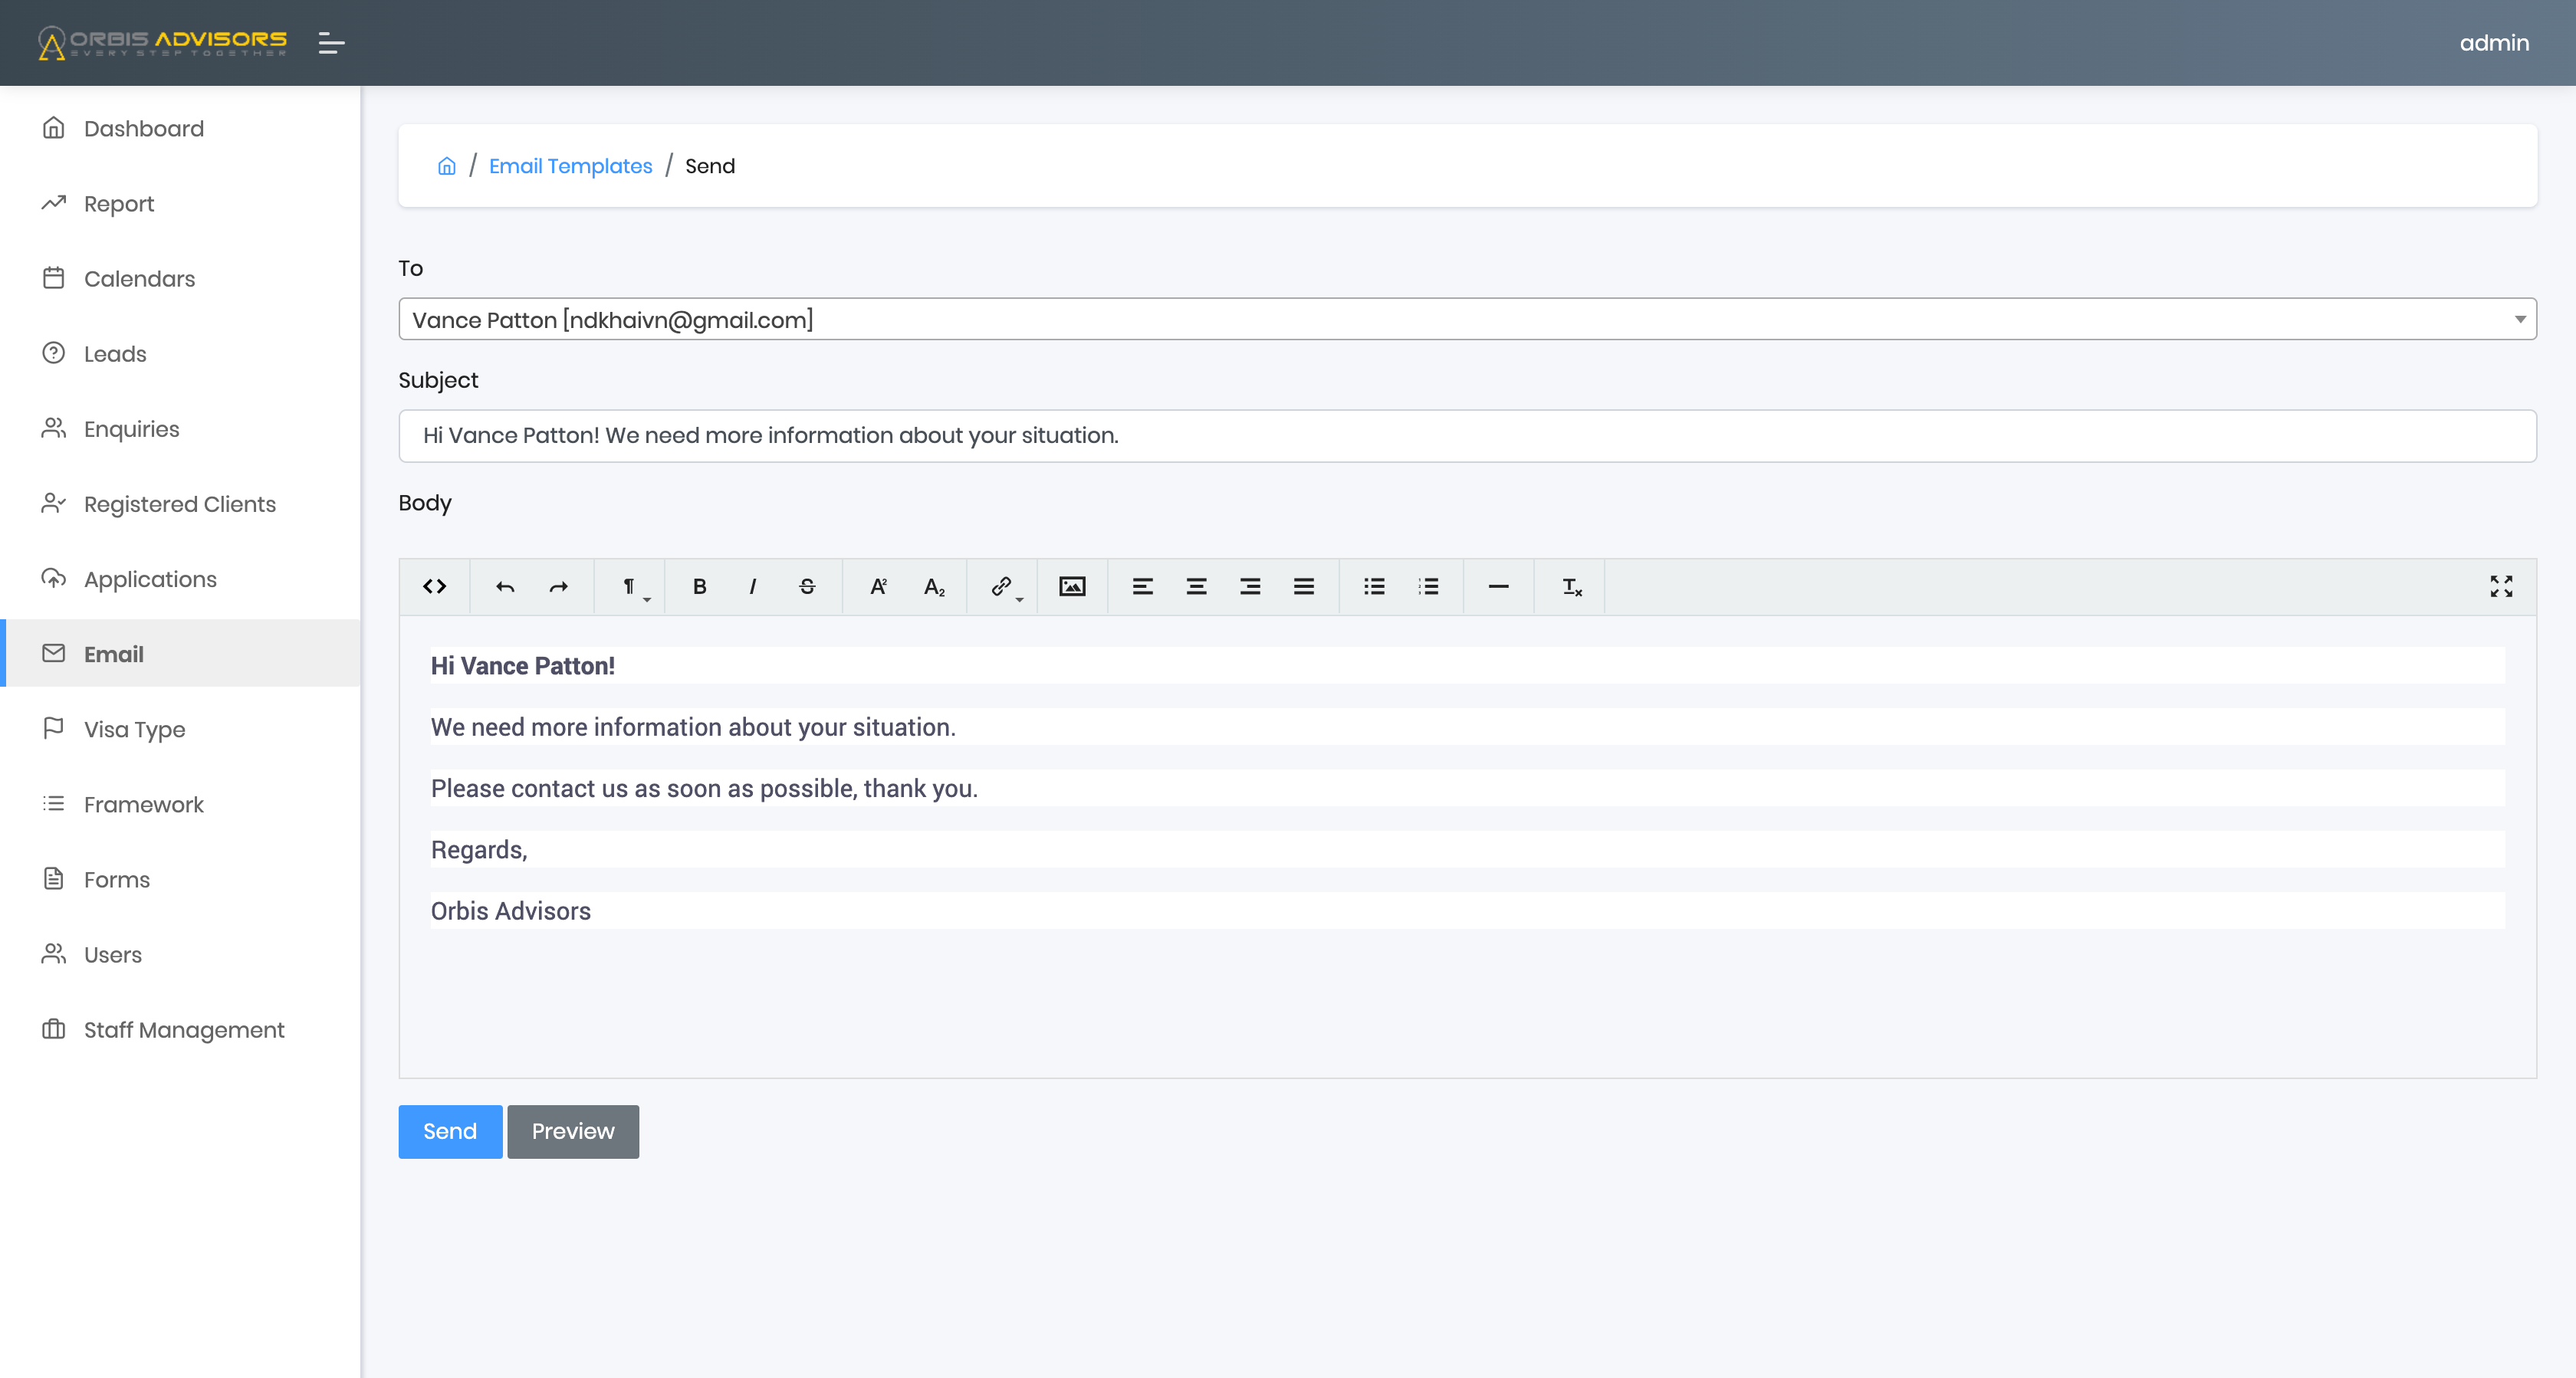 ORBIS ADVISORS
EVERY STEP TOGETHER
admin
Dashboard
Report
Calendars
Leads
Enquiries
Registered Clients
Applications
Email
Visa Type
Framework
Forms
Users
Staff Management
/ Email Templates / Send
To
Vance Patton [ndkhaivn@gmail.com]
Subject
Hi Vance Patton! We need more information about your situation.
Body
Hi Vance Patton!
We need more information about your situation.
Please contact us as soon as possible, thank you.
Regards,
Orbis Advisors
Send
Preview